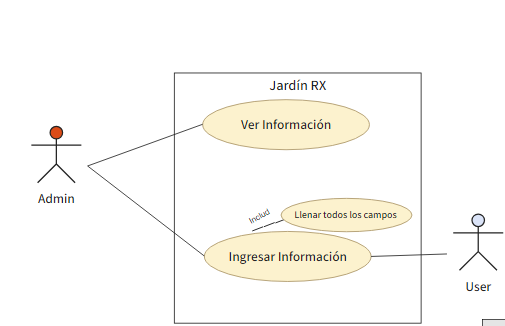 Jardín RX
Ver Información
Admin
Includ
Llenar todos los campos
Ingresar Información
User